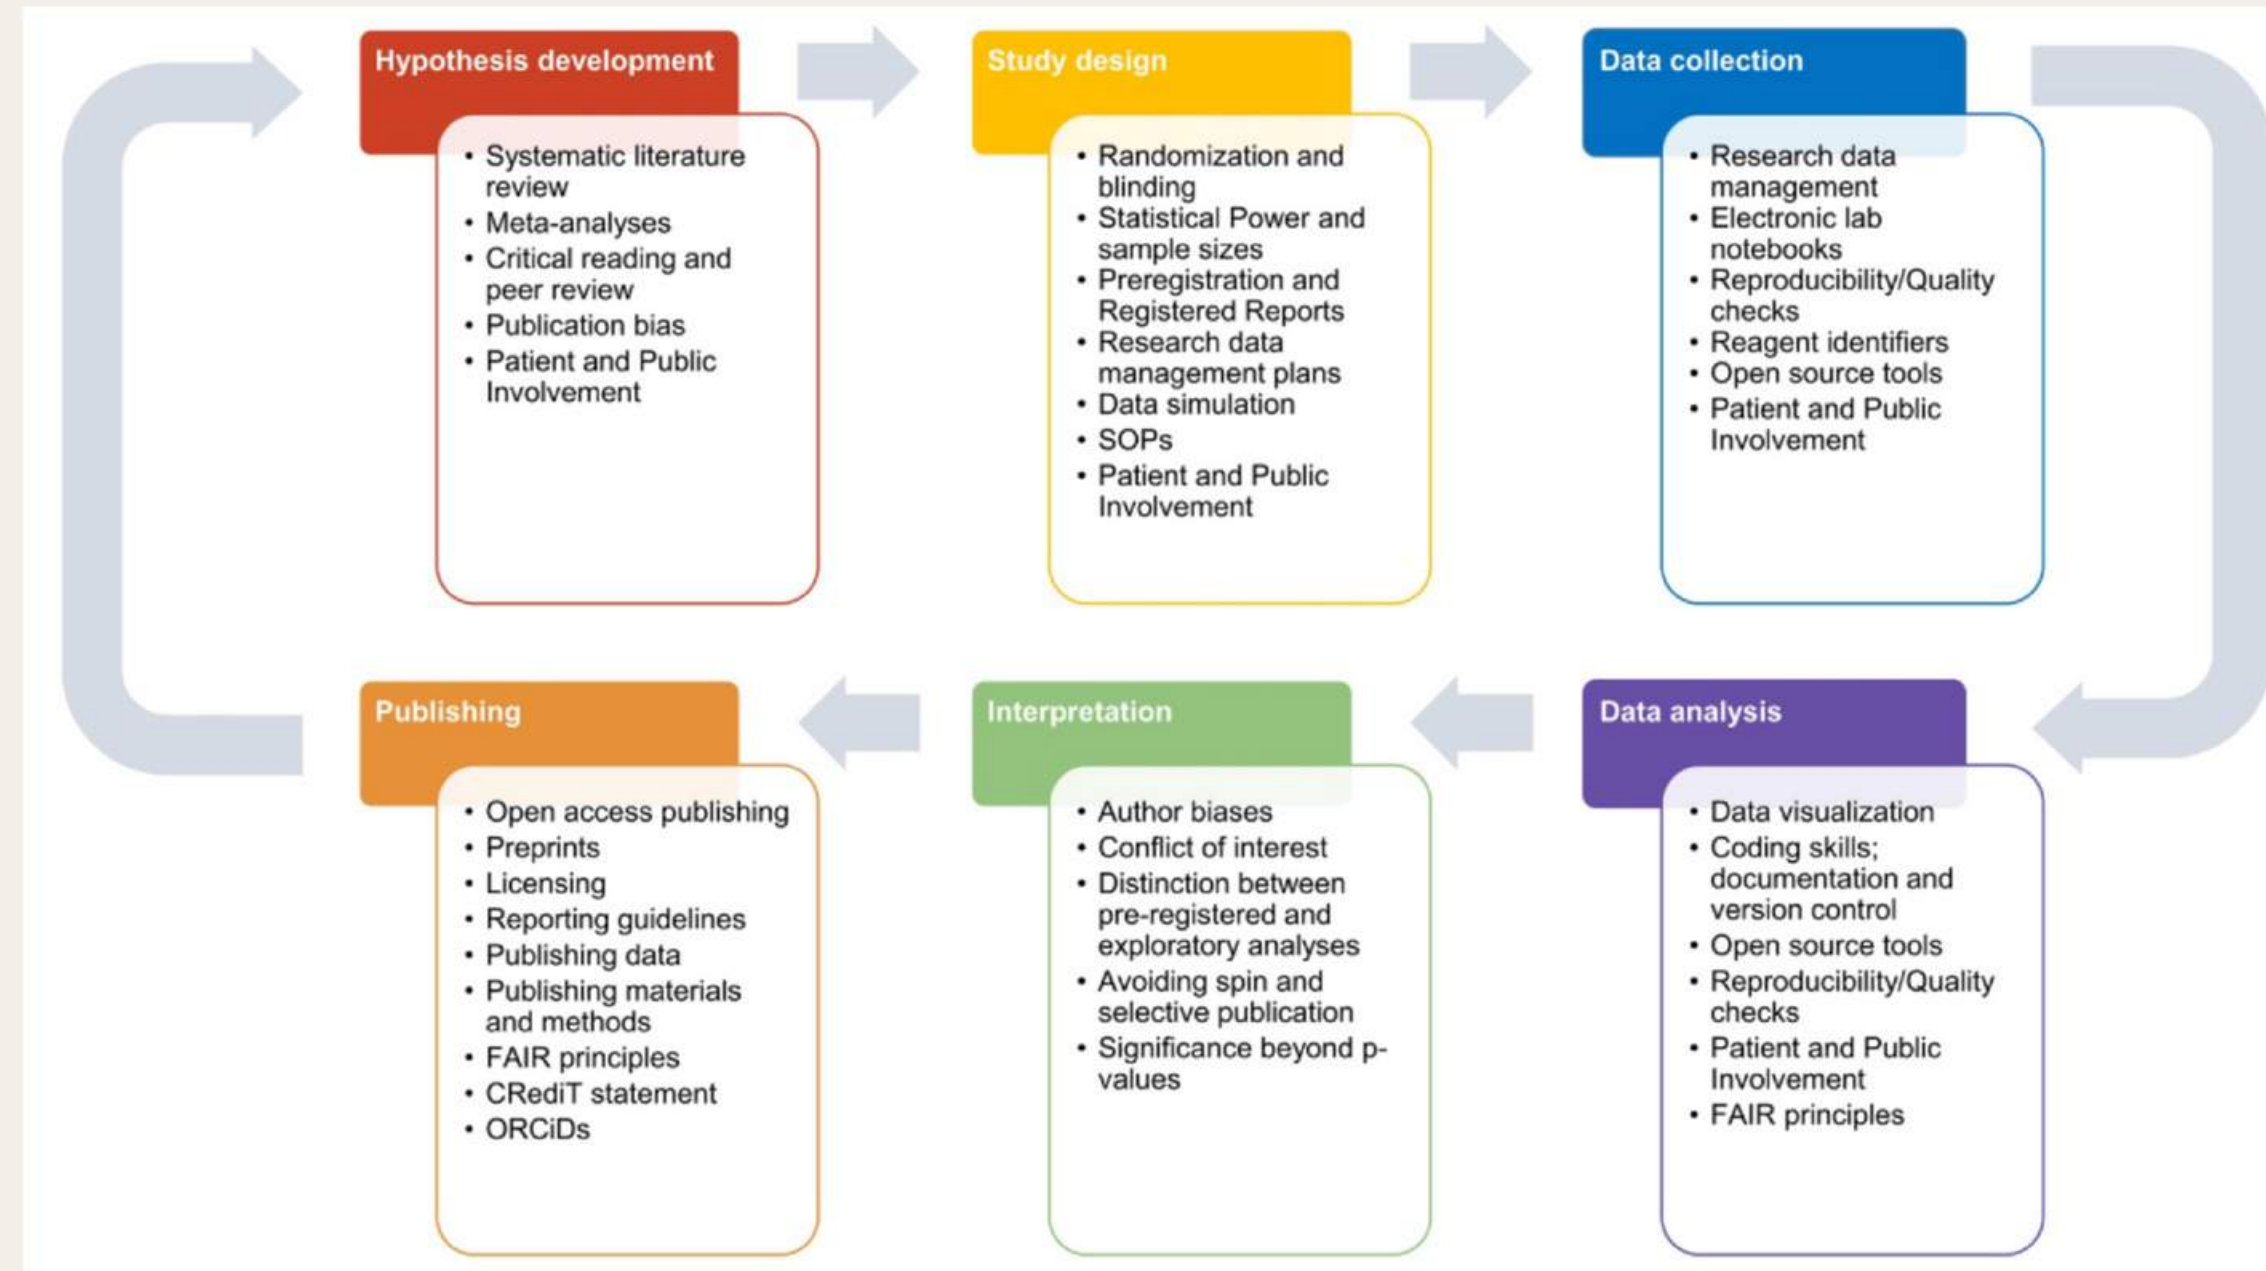 Hypothesis development
• Systematic literature
review
• Meta-analyses
• Critical reading and
peer review
• Publication bias
• Patient and Public
Involvement
Study design
• Randomization and
blinding
• Statistical Power and
sample sizes
• Preregistration and
Registered Reports
• Research data
management plans
• Data simulation
• SOPs
• Patient and Public
Involvement
Data collection
• Research data
management
• Electronic lab
notebooks
• Reproducibility/Quality
checks
• Reagent identifiers
• Open source tools
• Patient and Public
Involvement
Data analysis
• Data visualization
• Coding skills;
documentation and
version control
• Open source tools
• Reproducibility/Quality
checks
• Patient and Public
Involvement
• FAIR principles
Interpretation
• Author biases
• Conflict of interest
• Distinction between
pre-registered and
exploratory analyses
• Avoiding spin and
selective publication
• Significance beyond p-
values
Publishing
• Open access publishing
• Preprints
• Licensing
• Reporting guidelines
• Publishing data
• Publishing materials
and methods
• FAIR principles
• CRediT statement
• ORCiDs